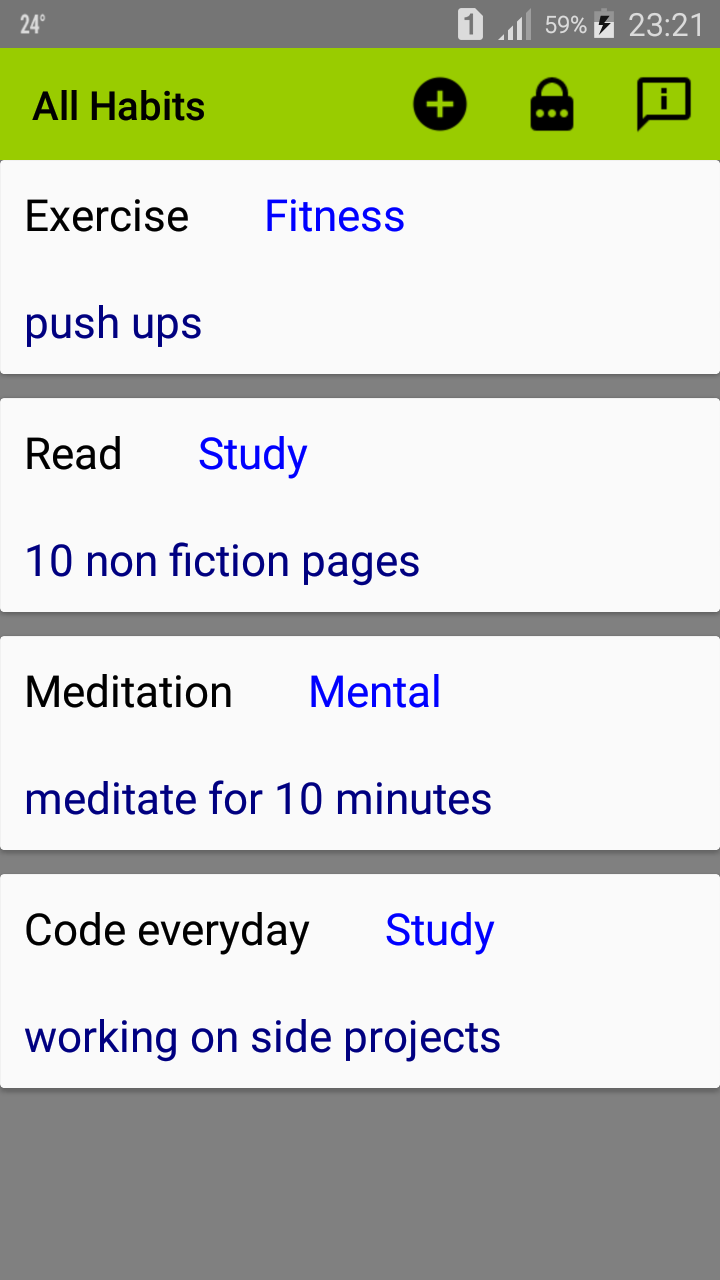 24° 1 59% 23:21
All Habits
Exercise Fitness
push ups
Read Study
10 non fiction pages
Meditation Mental
meditate for 10 minutes
Code everyday Study
working on side projects